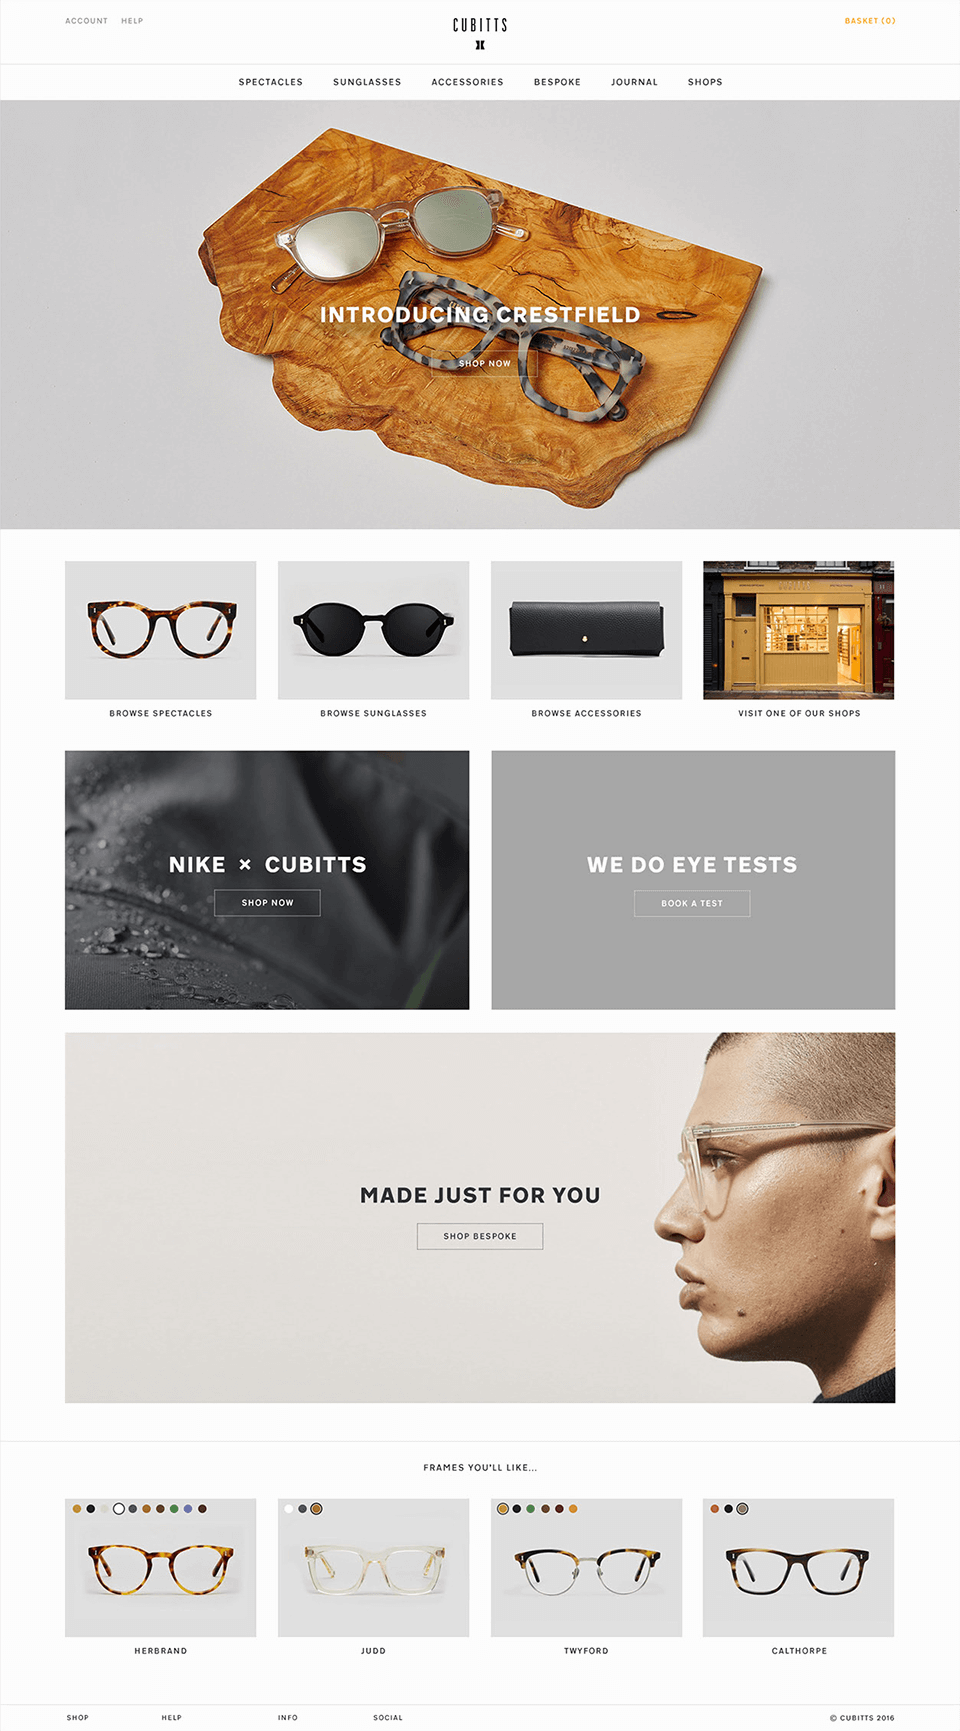 ACCOUNT HELP
CUBITTS
BASKET (0)
SPECTACLES SUNGLASSES ACCESSORIES BESPOKE JOURNAL SHOPS
INTRODUCING CRESTFIELD
SHOP NOW
BROWSE SPECTACLES
BROWSE SUNGLASSES
BROWSE ACCESSORIES
VISIT ONE OF OUR SHOPS
NIKE × CUBITTS
SHOP NOW
WE DO EYE TESTS
BOOK A TEST
MADE JUST FOR YOU
SHOP BESPOKE
FRAMES YOU'LL LIKE...
HERBRAND
JUDD
TWYFORD
CALTHORPE
SHOP HELP INFO SOCIAL © CUBITTS 2016